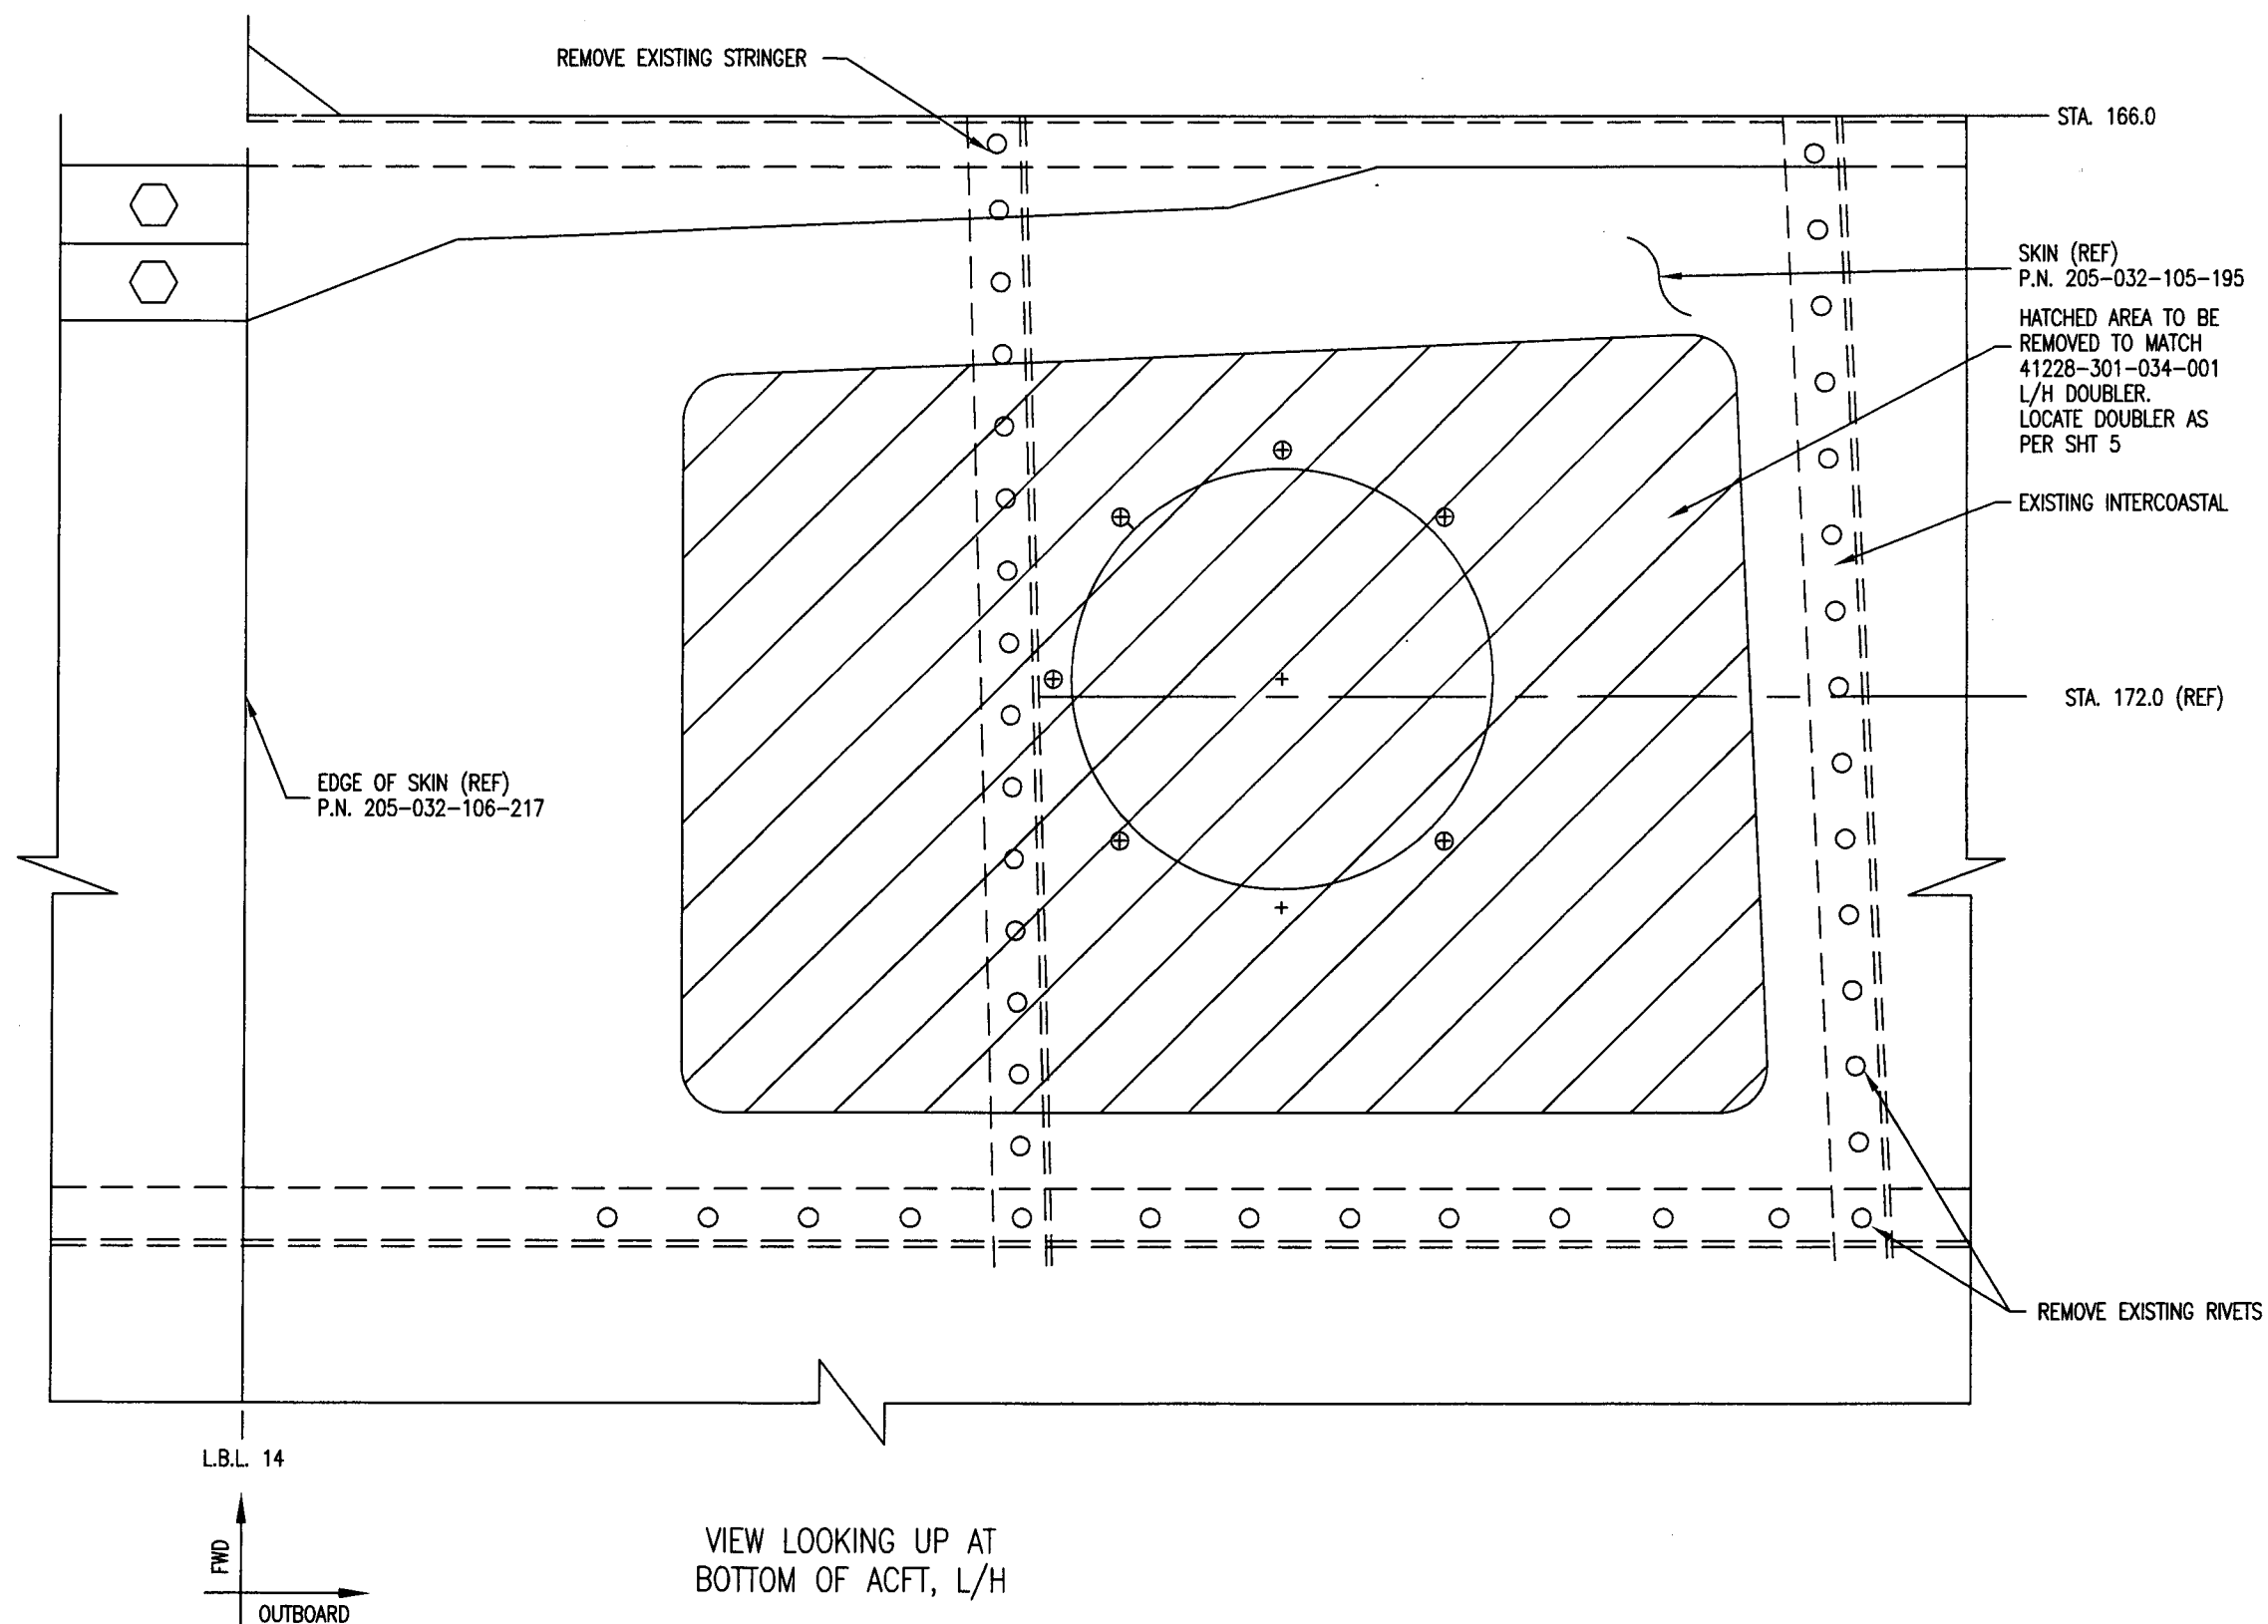 REMOVE EXISTING STRINGER
STA. 166.0
SKIN (REF)
P.N. 205-032-105-195
HATCHED AREA TO BE
REMOVED TO MATCH
41228-301-034-001
L/H DOUBLER.
LOCATE DOUBLER AS
PER SHT 5
EXISTING INTERCOASTAL
STA. 172.0 (REF)
EDGE OF SKIN (REF)
P.N. 205-032-106-217
REMOVE EXISTING RIVETS
L.B.L. 14
FWD
OUTBOARD
VIEW LOOKING UP AT
BOTTOM OF ACFT, L/H